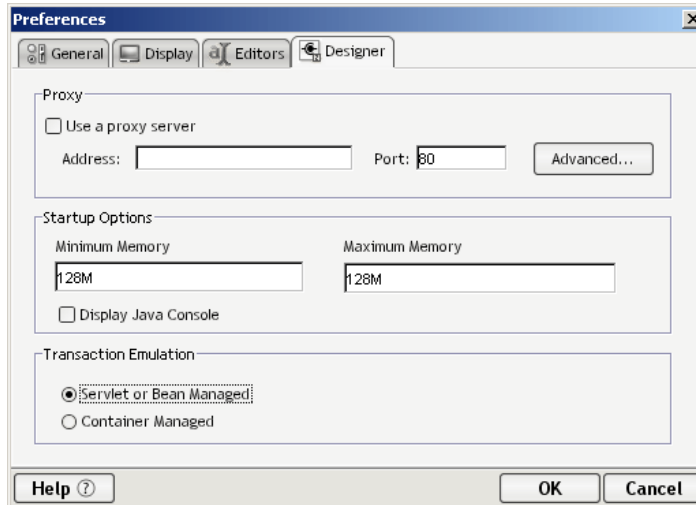 Preferences
General Display Editors Designer
Proxy
Use a proxy server
Address: Port: 80 Advanced...
Startup Options
Minimum Memory Maximum Memory
128M 128M
Display Java Console
Transaction Emulation
Servlet or Bean Managed
Container Managed
Help ? OK Cancel